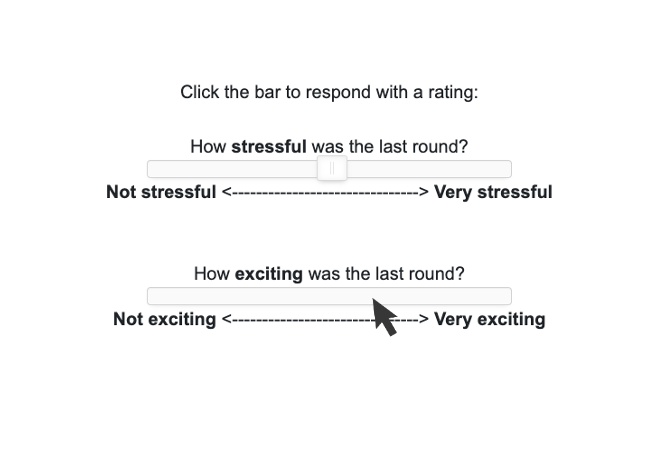 Click the bar to respond with a rating:
How stressful was the last round?
Not stressful <-------------------------------> Very stressful
How exciting was the last round?
Not exciting <-------------------------------> Very exciting